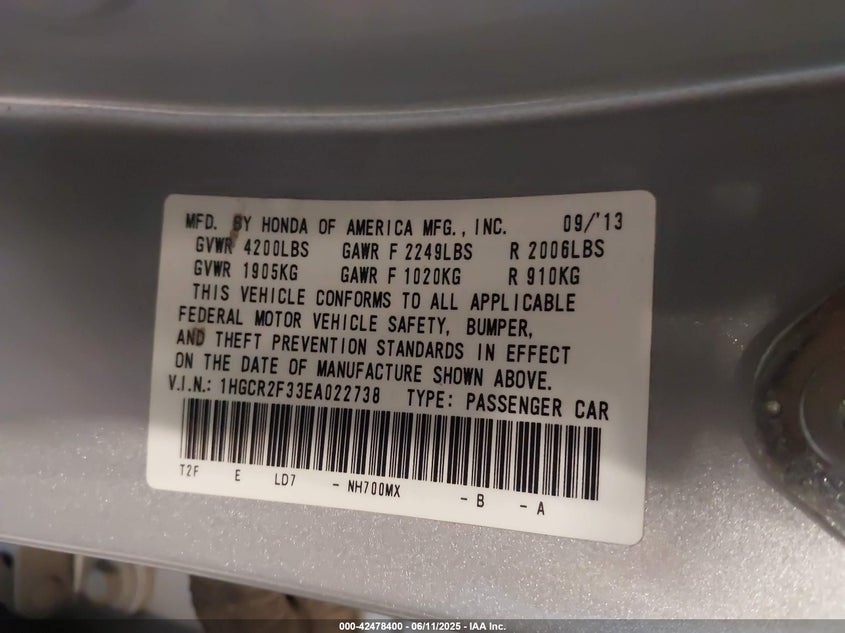 MFD. BY HONDA OF AMERICA MFG., INC. 09/'13
GVWR 4200LBS GAWR F 2249LBS R 2006LBS
GVWR 1905KG GAWR F 1020KG R 910KG
THIS VEHICLE CONFORMS TO ALL APPLICABLE
FEDERAL MOTOR VEHICLE SAFETY, BUMPER,
AND THEFT PREVENTION STANDARDS IN EFFECT
ON THE DATE OF MANUFACTURE SHOWN ABOVE.
V.I.N.: 1HGCR2F33EA022738 TYPE: PASSENGER CAR
T2F E LD7 - NH700MX - B - A
000-42478400 - 06/11/2025 - IAA Inc.